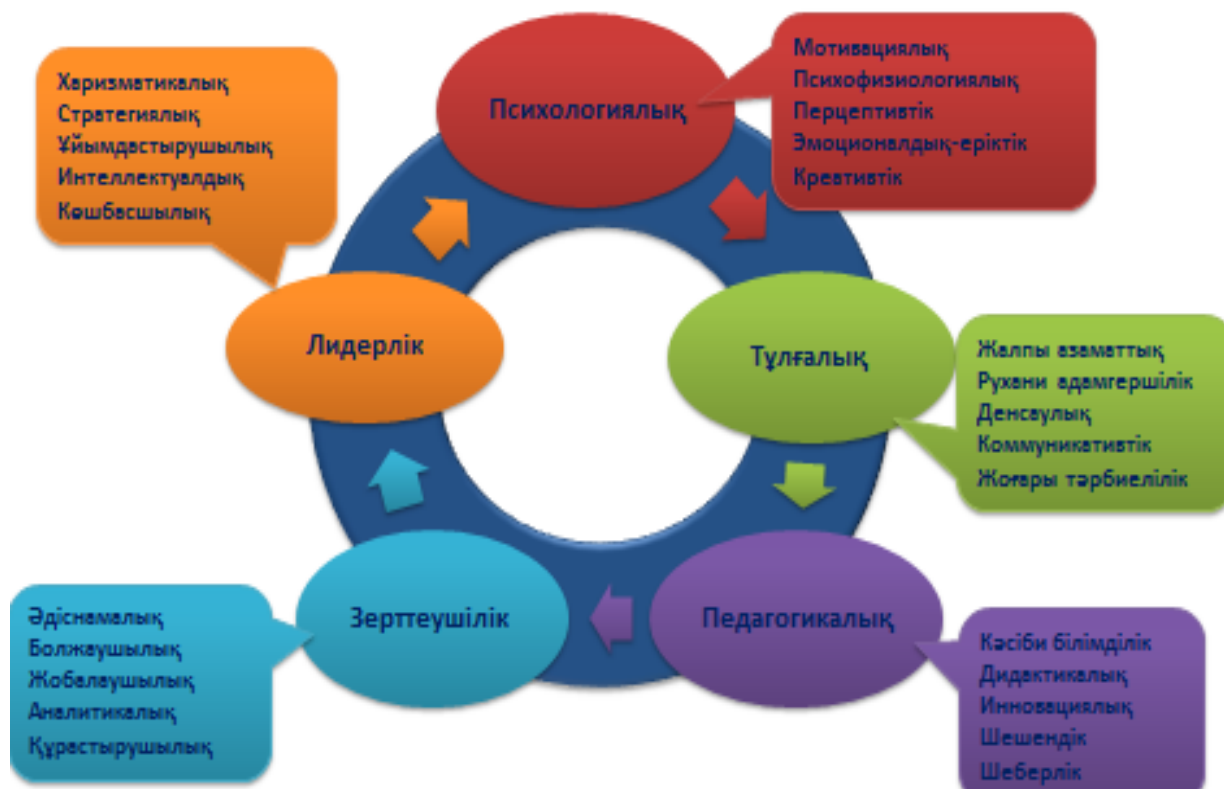 Психологиялық
Мотивациялық
Психофизиологиялық
Перцептивтік
Эмоционалдық-еріктік
Креативтік
Тұлғалық
Жалпы азаматтық
Рухани адамгершілік
Денсаулық
Коммуникативтік
Жоғары тәрбиелілік
Педагогикалық
Кәсіби білімділік
Дидактикалық
Инновациялық
Шешендік
Шеберлік
Зерттеушілік
Әдіснамалық
Болжаушылық
Жобалаушылық
Аналитикалық
Құрастырушылық
Лидерлік
Харизматикалық
Стратегиялық
Ұйымдастырушылық
Интеллектуалдық
Көшбасшылық